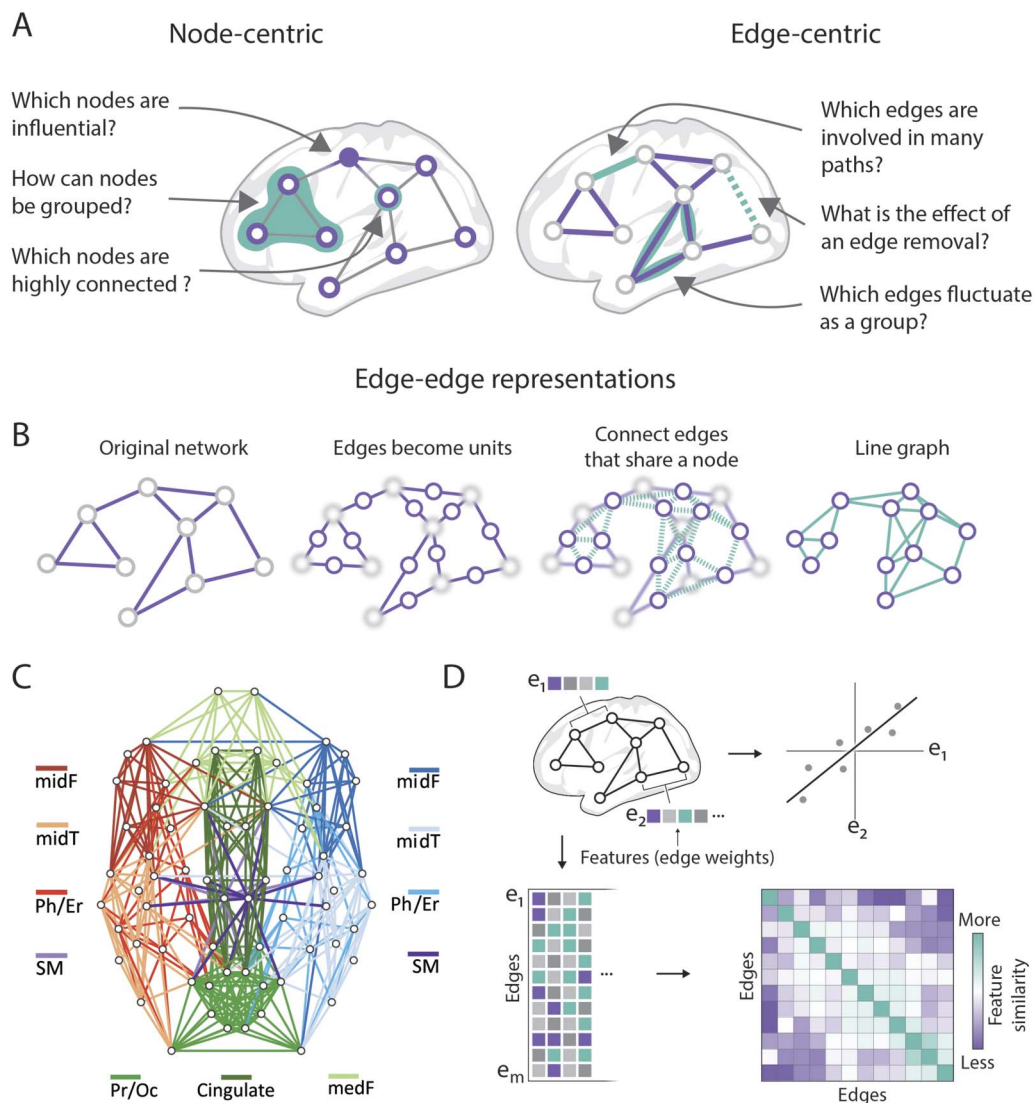 A
Node-centric
Edge-centric
Which nodes are
influential?
How can nodes
be grouped?
Which nodes are
highly connected ?
Which edges are
involved in many
paths?
What is the effect of
an edge removal?
Which edges fluctuate
as a group?
Edge-edge representations
B
Original network
Edges become units
Connect edges
that share a node
Line graph
C
midF
midT
Ph/Er
SM
midF
midT
Ph/Er
SM
Pr/Oc
Cingulate
medF
D
e1
e2
...
Features (edge weights)
e1
e2
e1
Edges
em
...
Edges
Edges
More
Feature
similarity
Less